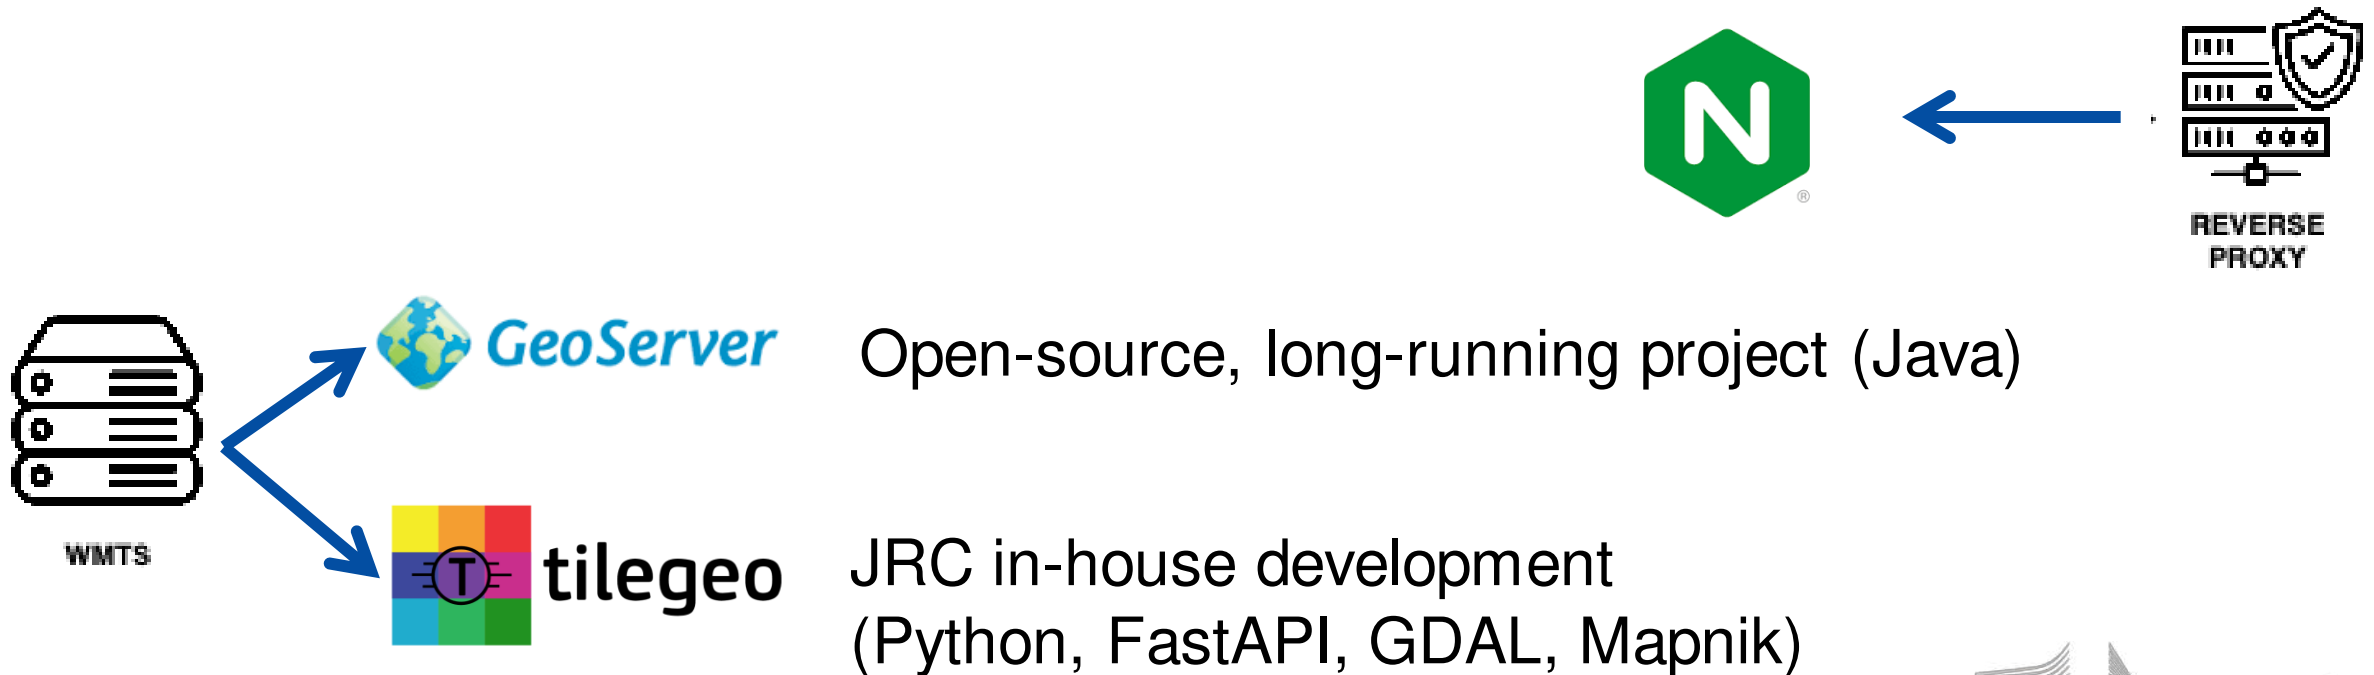 N
®
REVERSE
PROXY
GeoServer
Open-source, long-running project (Java)
WMTS
T
tilegeo
JRC in-house development
(Python, FastAPI, GDAL, Mapnik)